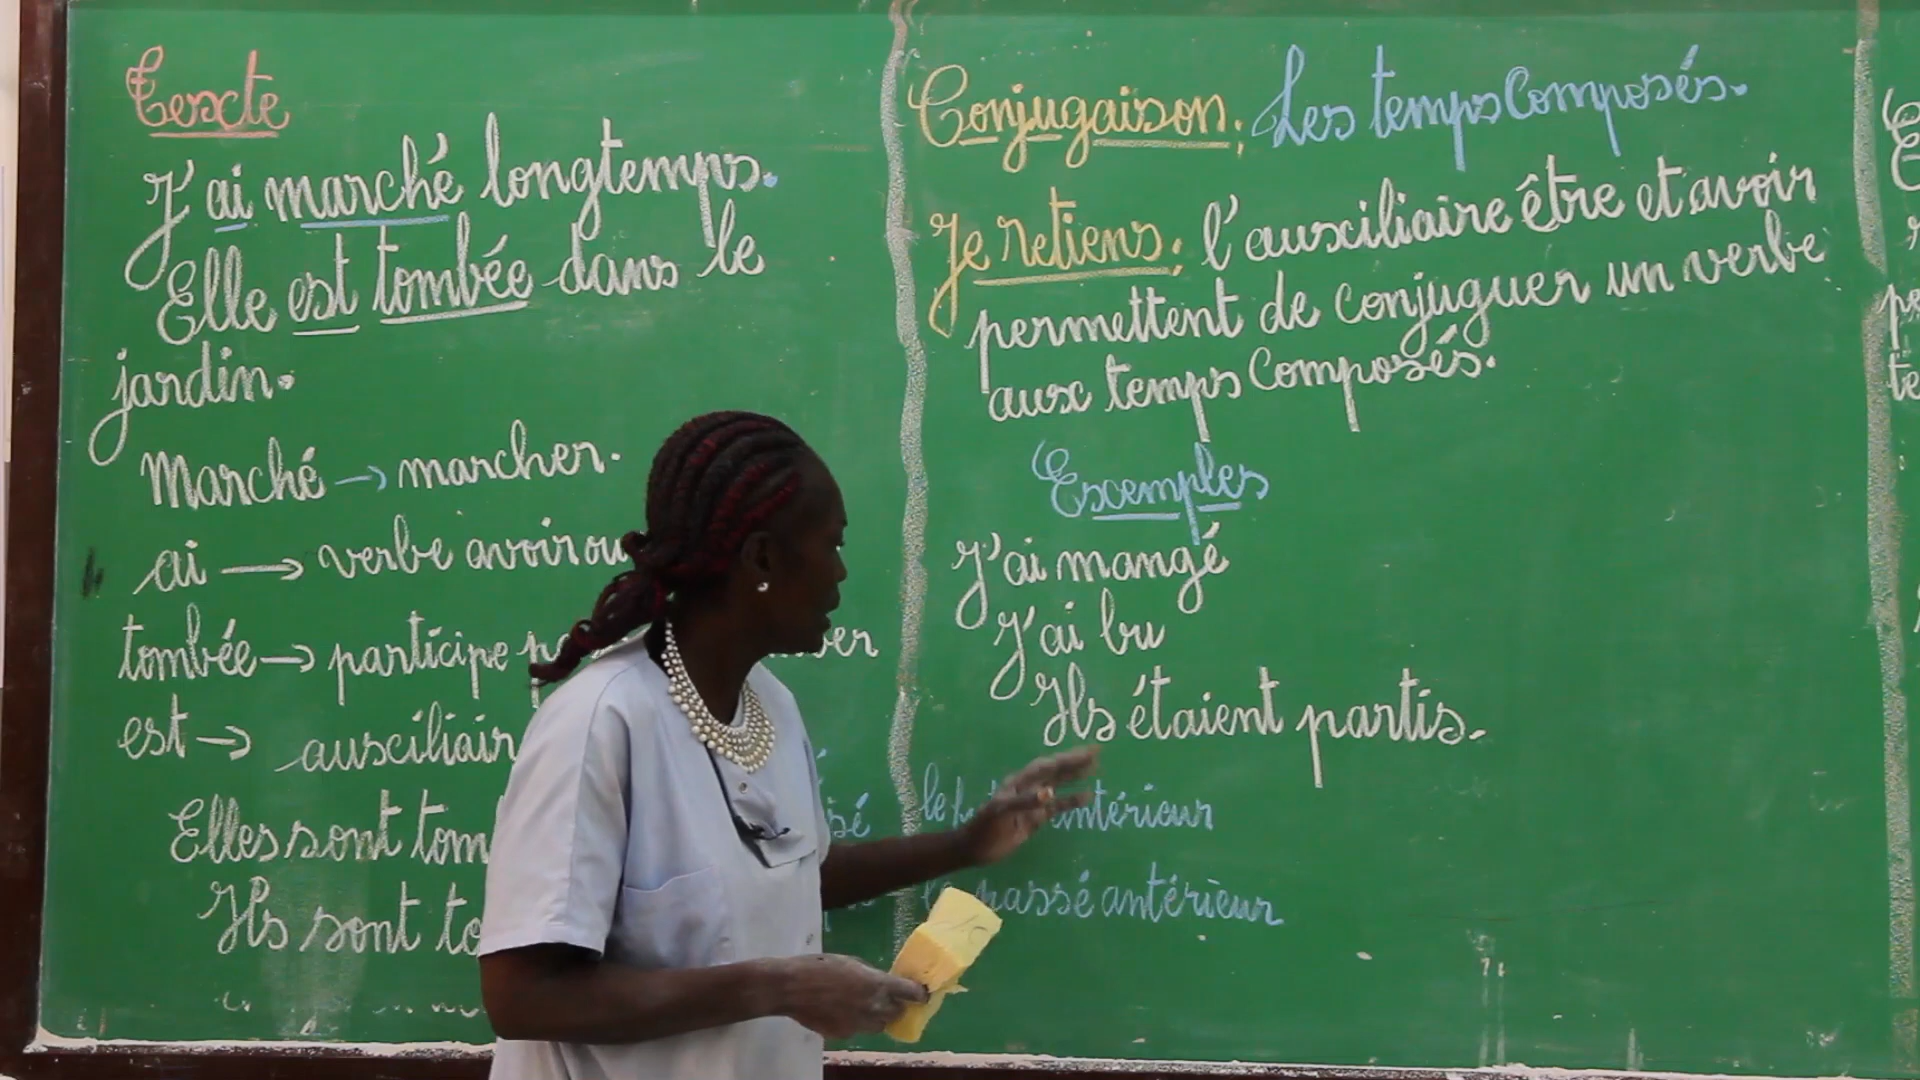 Texte
J'ai marché longtemps.
Elle est tombée dans le
jardin.
Marché → marcher.
ai → verbe avoir ou
tombée → participe
est → auxiliair
Elles sont tom
Ils sont to
Conjugaison : Les temps Composés.
Je retiens : l'auxiliaire être et avoir
permettent de conjuguer un verbe
aux temps Composés.
Exemples
J'ai mangé
J'ai bu
Ils étaient partis.
le antérieur
passé antérieur